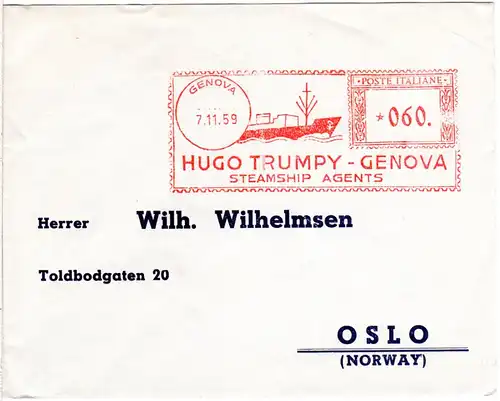 GENOVA
7.11.59
·POSTE ITALIANE·
*060.
HUGO TRUMPY - GENOVA
STEAMSHIP AGENTS
Herrer Wilh. Wilhelmsen
Toldbodgaten 20
OSLO
(NORWAY)